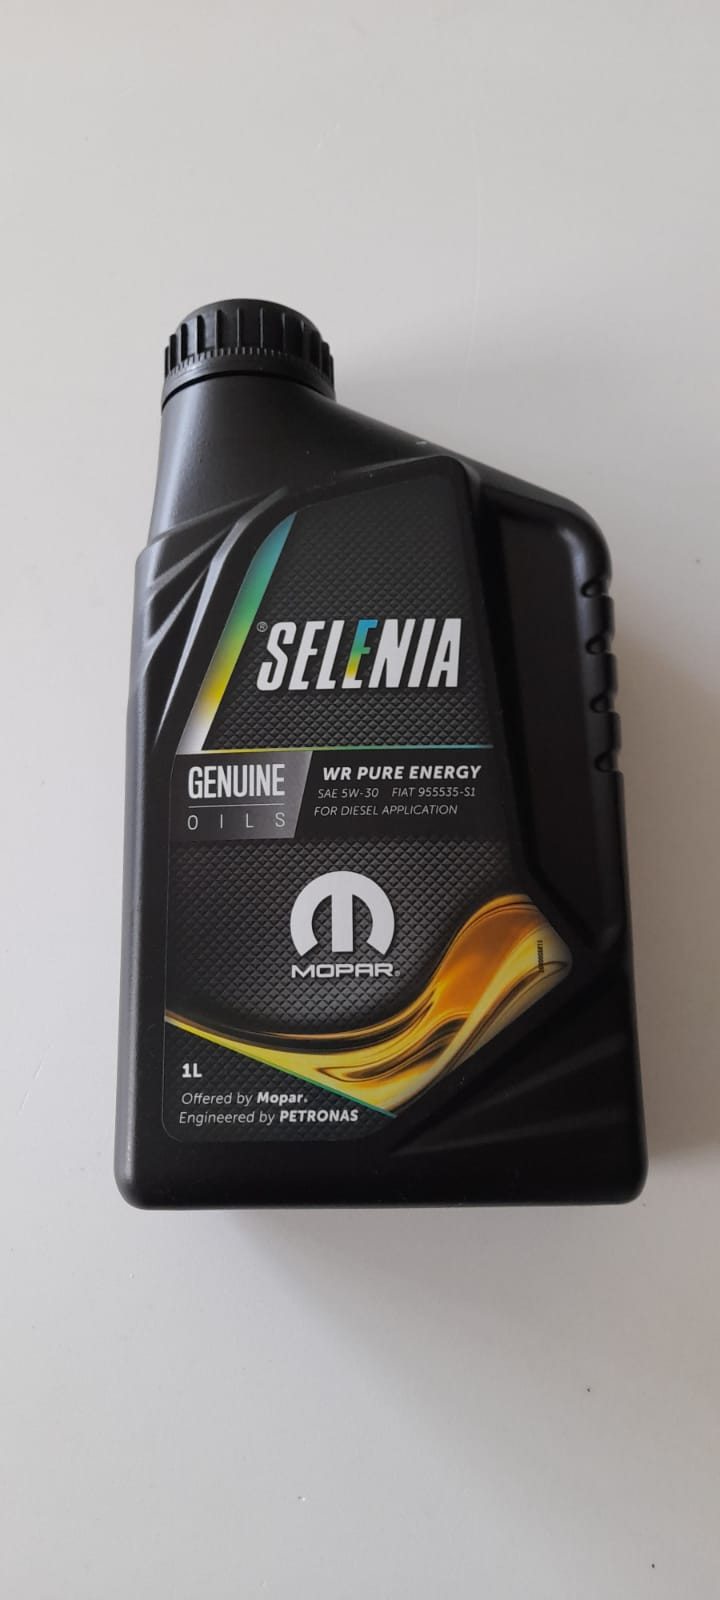 ® SELENIA
GENUINE
OILS
WR PURE ENERGY
SAE 5W-30 FIAT 955535-S1
FOR DIESEL APPLICATION
MOPAR®
1L
Offered by Mopar®
Engineered by PETRONAS